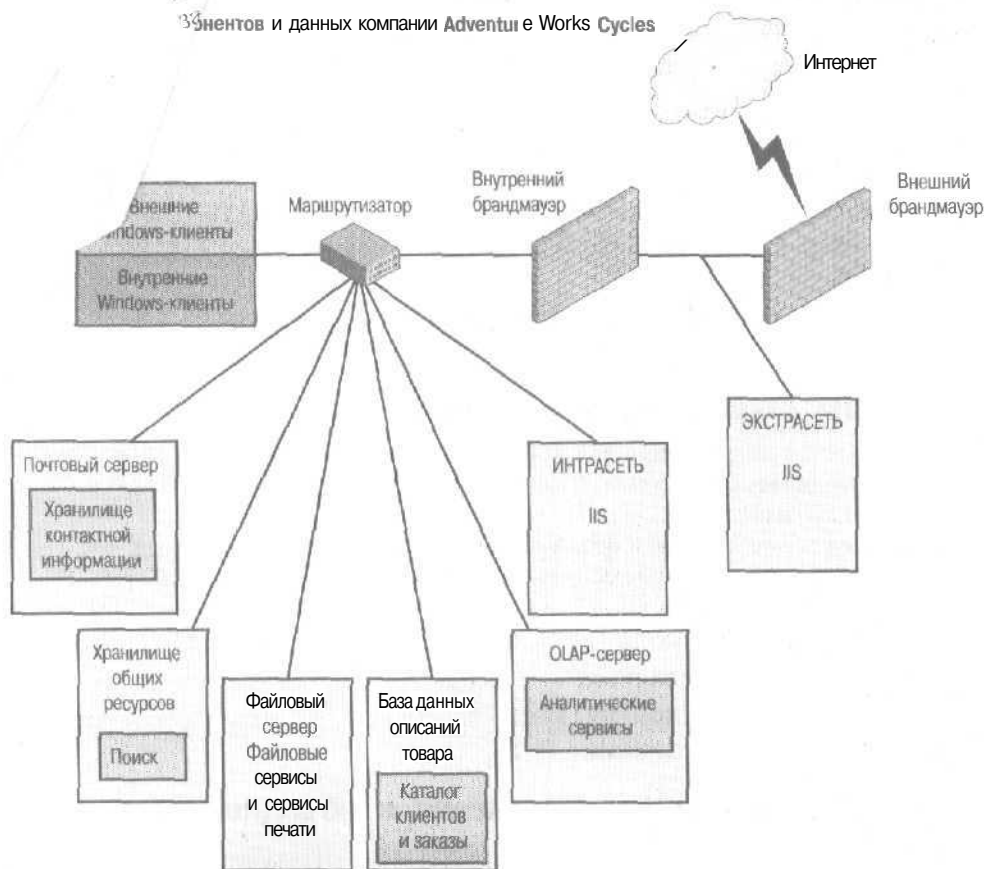 онентов и данных компании Adventure Works Cycles
Интернет
Внутренний
брандмауэр
Внешний
брандмауэр
Маршрутизатор
Внешние
Windows-клиенты
Внутренние
Windows-клиенты
Почтовый сервер
Хранилище
контактной
информации
ИНТРАСЕТЬ
IIS
ЭКСТРАСЕТЬ
IIS
Хранилище
общих
ресурсов
Поиск
Файловый
сервер
Файловые
сервисы
и сервисы
печати
База данных
описаний
товара
Каталог
клиентов
и заказы
OLAP-сервер
Аналитические
сервисы